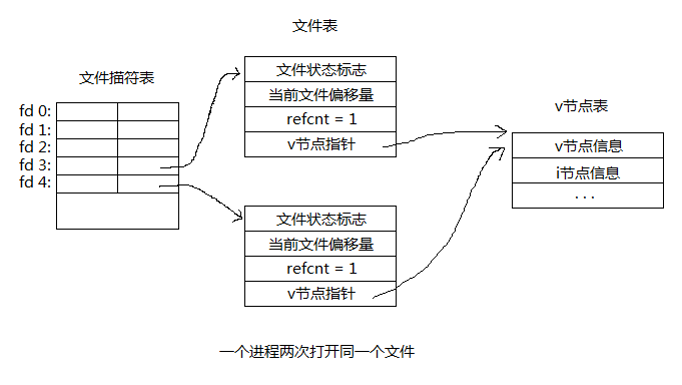 文件表
文件描符表
fd 0:
fd 1:
fd 2:
fd 3:
fd 4:
文件状态标志
当前文件偏移量
refcnt = 1
v节点指针
v节点表
v节点信息
i节点信息
...
文件状态标志
当前文件偏移量
refcnt = 1
v节点指针
一个进程两次打开同一个文件